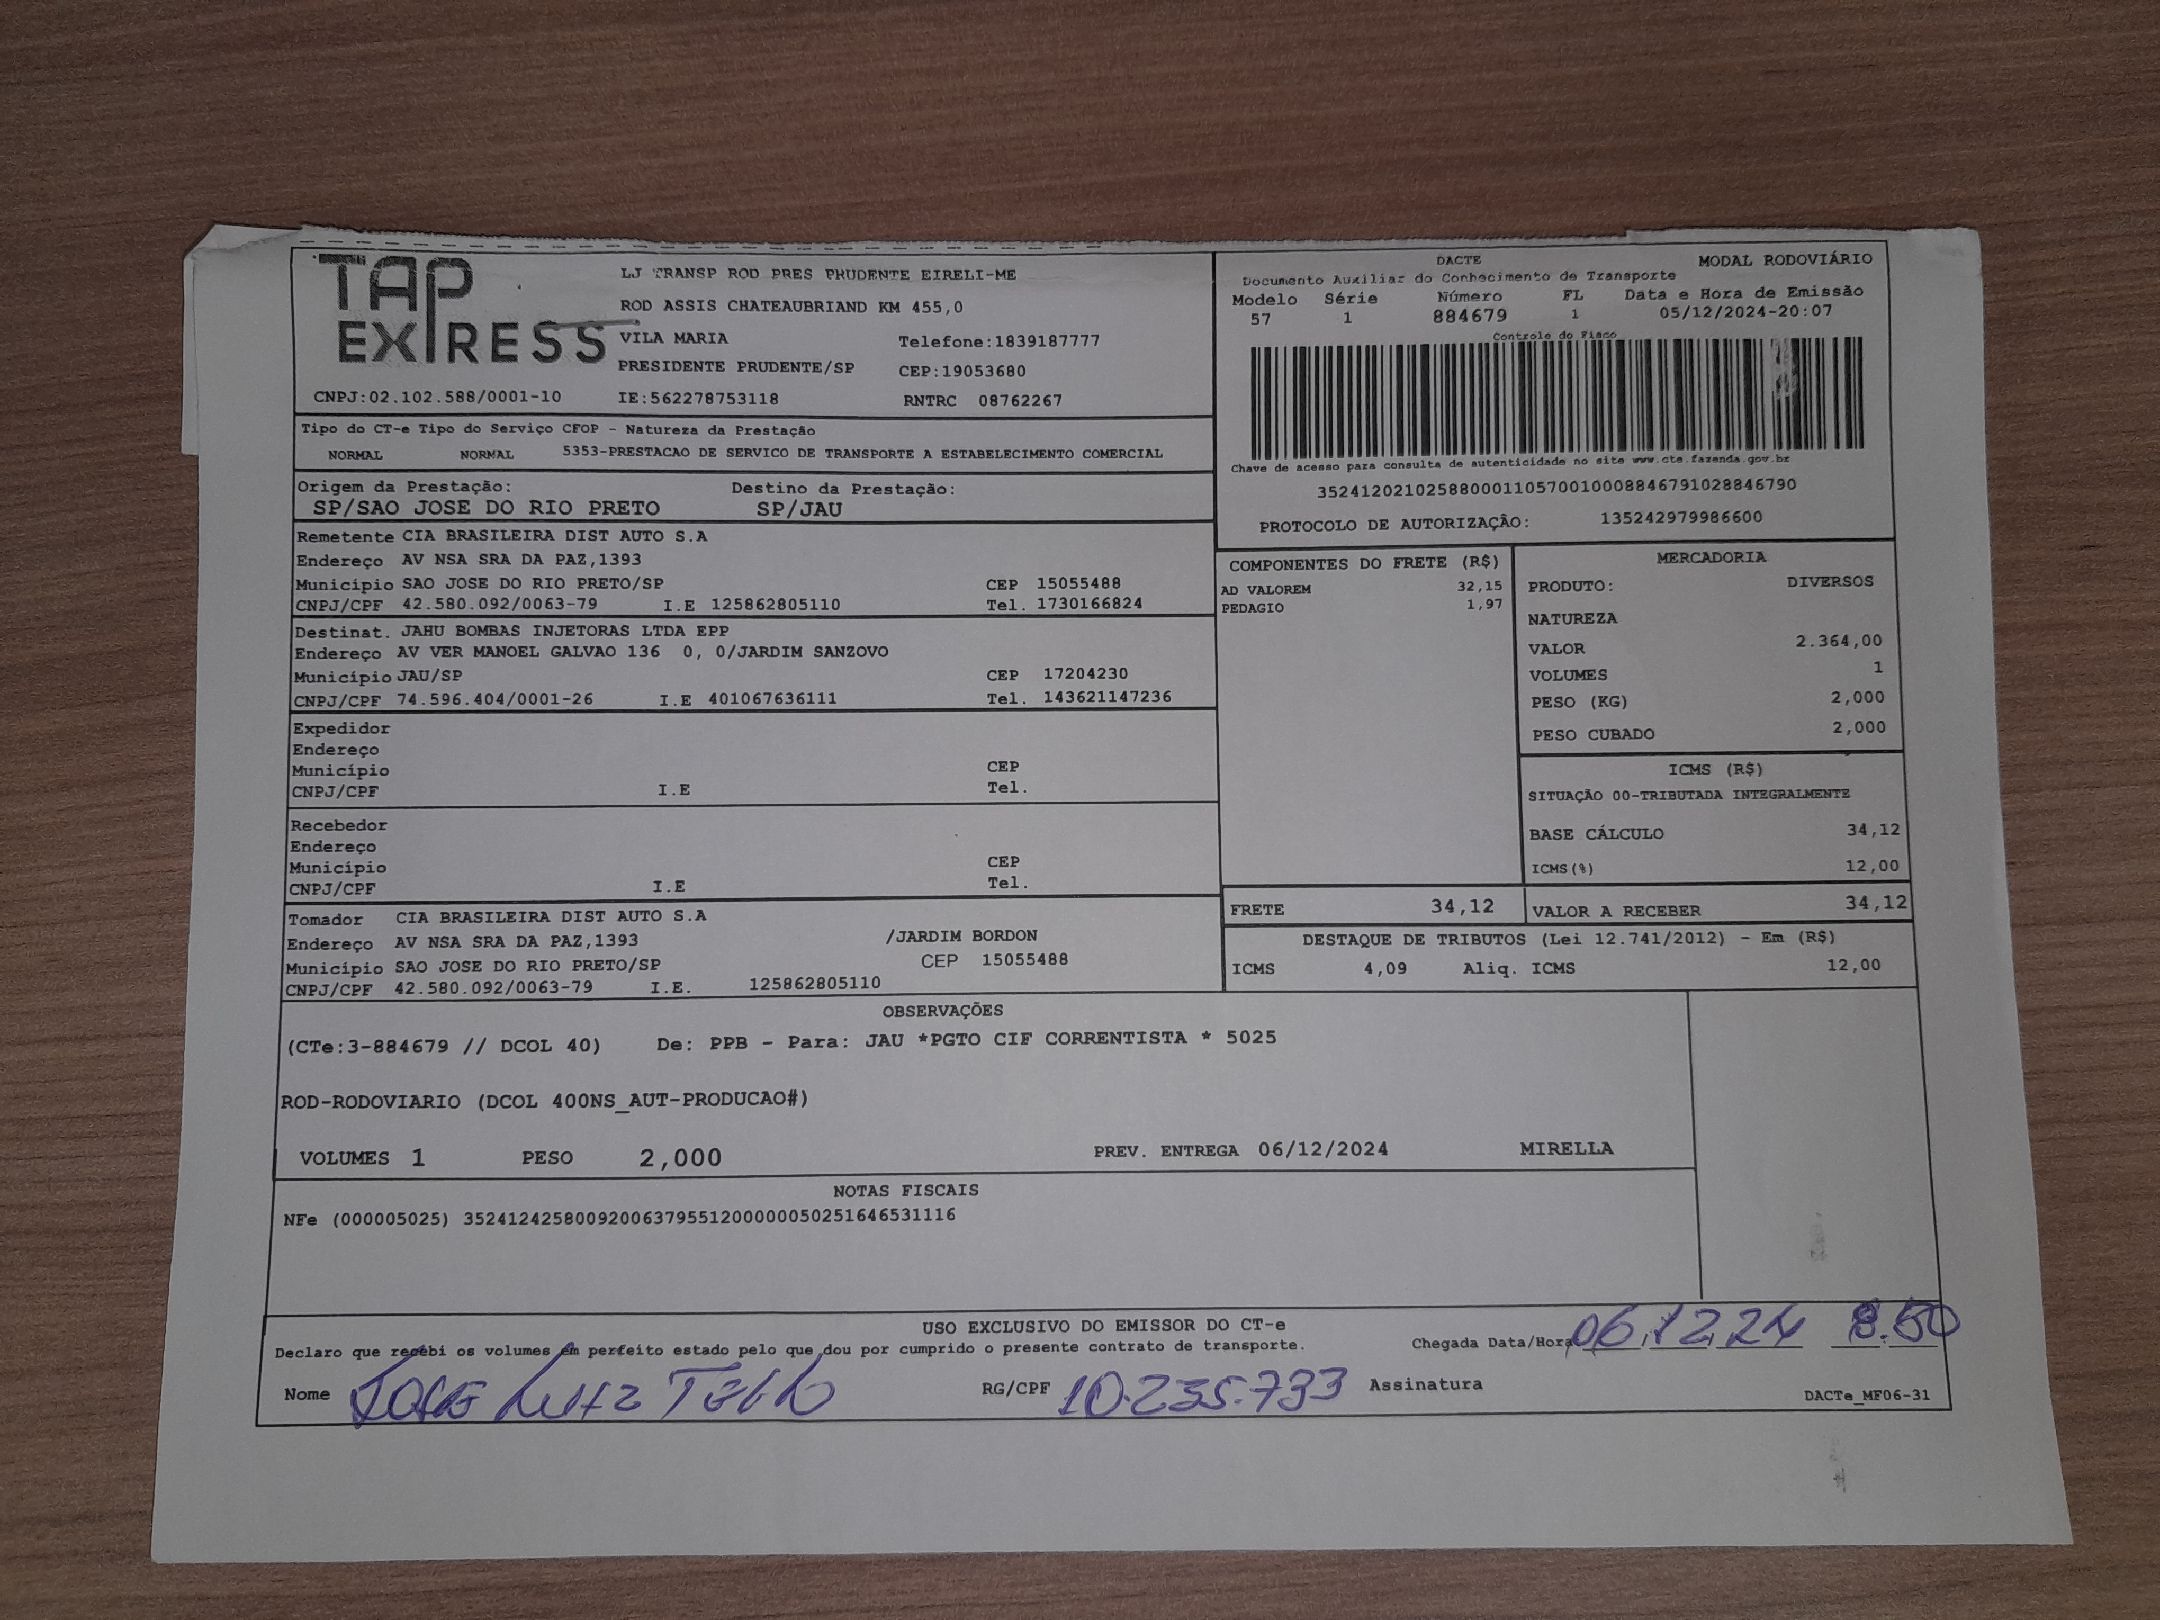 TAP
EXPRESS
LJ TRANSP ROD PRES PRUDENTE EIRELI-ME
ROD ASSIS CHATEAUBRIAND KM 455,0
VILA MARIA Telefone:1839187777
PRESIDENTE PRUDENTE/SP CEP:19053680
CNPJ:02.102.588/0001-10 IE:562278753118 RNTRC 08762267
DACTE MODAL RODOVIÁRIO
Documento Auxiliar do Conhecimento de Transporte
Modelo Série Número FL Data e Hora de Emissão
57 1 884679 1 05/12/2024-20:07
Controle do Fisco
Chave de acesso para consulta de autenticidade no site www.cte.fazenda.gov.br
35241202102588000110570010008846791028846790
PROTOCOLO DE AUTORIZAÇÃO: 135242979986600
Tipo do CT-e Tipo do Serviço CFOP - Natureza da Prestação
NORMAL NORMAL 5353-PRESTACAO DE SERVICO DE TRANSPORTE A ESTABELECIMENTO COMERCIAL
Origem da Prestação: Destino da Prestação:
SP/SAO JOSE DO RIO PRETO SP/JAU
Remetente CIA BRASILEIRA DIST AUTO S.A
Endereço AV NSA SRA DA PAZ,1393
Município SAO JOSE DO RIO PRETO/SP CEP 15055488
CNPJ/CPF 42.580.092/0063-79 I.E 125862805110 Tel. 1730166824
Destinat. JAHU BOMBAS INJETORAS LTDA EPP
Endereço AV VER MANOEL GALVAO 136 0, 0/JARDIM SANZOVO
Município JAU/SP CEP 17204230
CNPJ/CPF 74.596.404/0001-26 I.E 401067636111 Tel. 143621147236
Expedidor
Endereço
Município CEP
CNPJ/CPF I.E Tel.
Recebedor
Endereço
Município CEP
CNPJ/CPF I.E Tel.
Tomador CIA BRASILEIRA DIST AUTO S.A
Endereço AV NSA SRA DA PAZ,1393 /JARDIM BORDON
Município SAO JOSE DO RIO PRETO/SP CEP 15055488
CNPJ/CPF 42.580.092/0063-79 I.E. 125862805110
COMPONENTES DO FRETE (R$)
AD VALOREM 32,15
PEDAGIO 1,97
MERCADORIA
PRODUTO: DIVERSOS
NATUREZA
VALOR 2.364,00
VOLUMES 1
PESO (KG) 2,000
PESO CUBADO 2,000
ICMS (R$)
SITUAÇÃO 00-TRIBUTADA INTEGRALMENTE
BASE CÁLCULO 34,12
ICMS(%) 12,00
FRETE 34,12 VALOR A RECEBER 34,12
DESTAQUE DE TRIBUTOS (Lei 12.741/2012) - Em (R$)
ICMS 4,09 Aliq. ICMS 12,00
OBSERVAÇÕES
(CTe:3-884679 // DCOL 40) De: PPB - Para: JAU *PGTO CIF CORRENTISTA * 5025
ROD-RODOVIARIO (DCOL 400NS_AUT-PRODUCAO#)
VOLUMES 1 PESO 2,000 PREV. ENTREGA 06/12/2024 MIRELLA
NOTAS FISCAIS
NFe (000005025) 35241242580092006379551200000050251646531116
USO EXCLUSIVO DO EMISSOR DO CT-e
Declaro que recebi os volumes em perfeito estado pelo que dou por cumprido o presente contrato de transporte. Chegada Data/Hora 06.12.24 8.50
Nome JOSE LUIZ TELLO RG/CPF 10.235.733 Assinatura DACTe_MF06-31